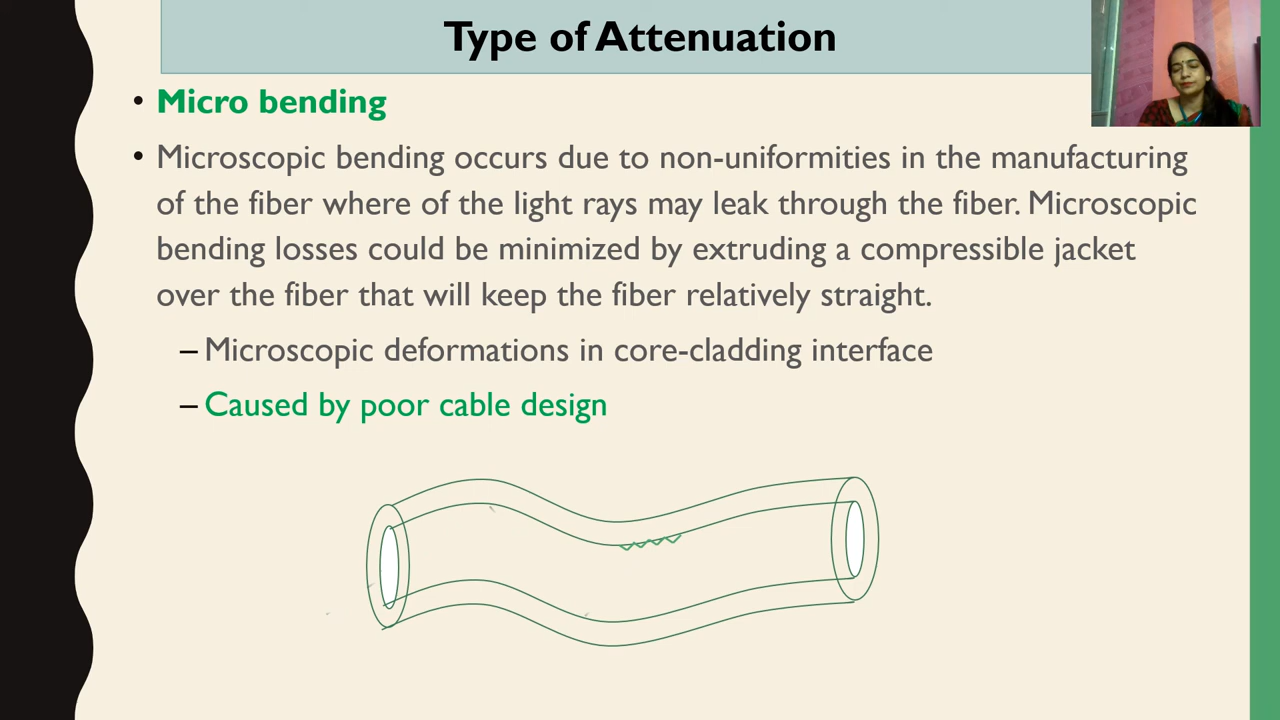 Type of Attenuation
• Micro bending
• Microscopic bending occurs due to non-uniformities in the manufacturing
of the fiber where of the light rays may leak through the fiber. Microscopic
bending losses could be minimized by extruding a compressible jacket
over the fiber that will keep the fiber relatively straight.
– Microscopic deformations in core-cladding interface
– Caused by poor cable design